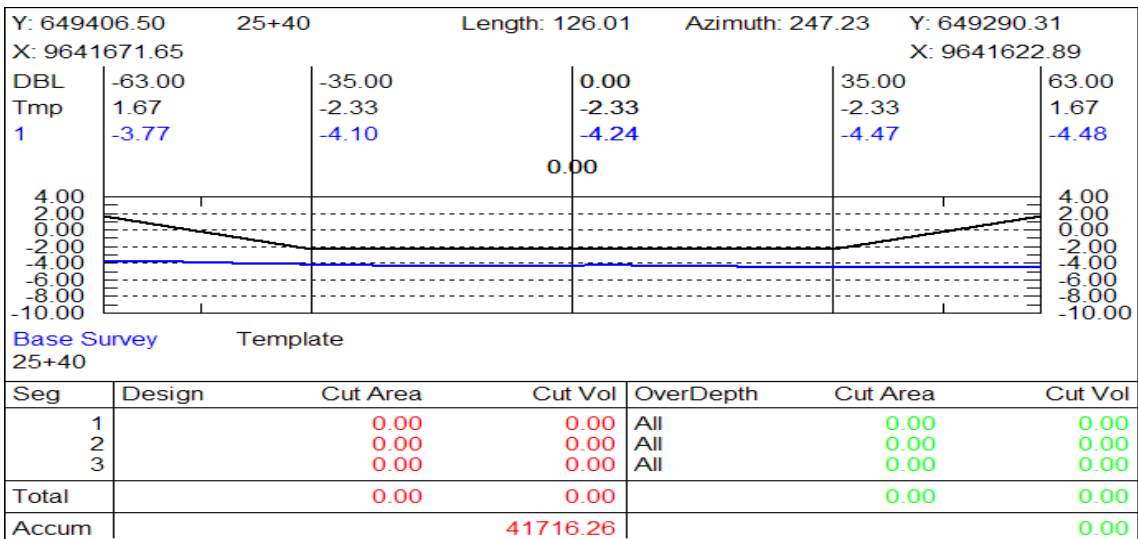 Y: 649406.50 25+40 Length: 126.01 Azimuth: 247.23 Y: 649290.31
X: 9641671.65 X: 9641622.89
DBL -63.00 -35.00 0.00 35.00 63.00
Tmp 1.67 -2.33 -2.33 -2.33 1.67
1 -3.77 -4.10 -4.24 -4.47 -4.48
0.00
4.00 4.00
2.00 2.00
0.00 0.00
-2.00 -2.00
-4.00 -4.00
-6.00 -6.00
-8.00 -8.00
-10.00 -10.00
Base Survey Template
25+40
Seg Design Cut Area Cut Vol OverDepth Cut Area Cut Vol
1 0.00 0.00 All 0.00 0.00
2 0.00 0.00 All 0.00 0.00
3 0.00 0.00 All 0.00 0.00
Total 0.00 0.00 0.00 0.00
Accum 41716.26 0.00